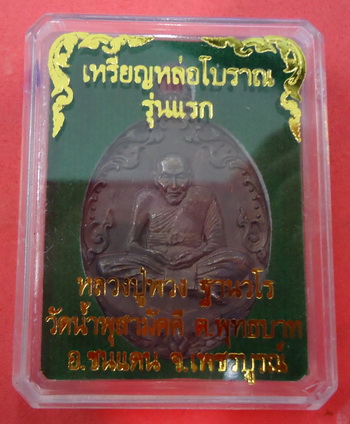 เหรียญหล่อโบราณ
รุ่นแรก
หลวงปู่พวง ฐานวโร
วัดน้ำพุสามัคคี ต.พุทธบาท
อ.ชนแดน จ.เพชรบูรณ์